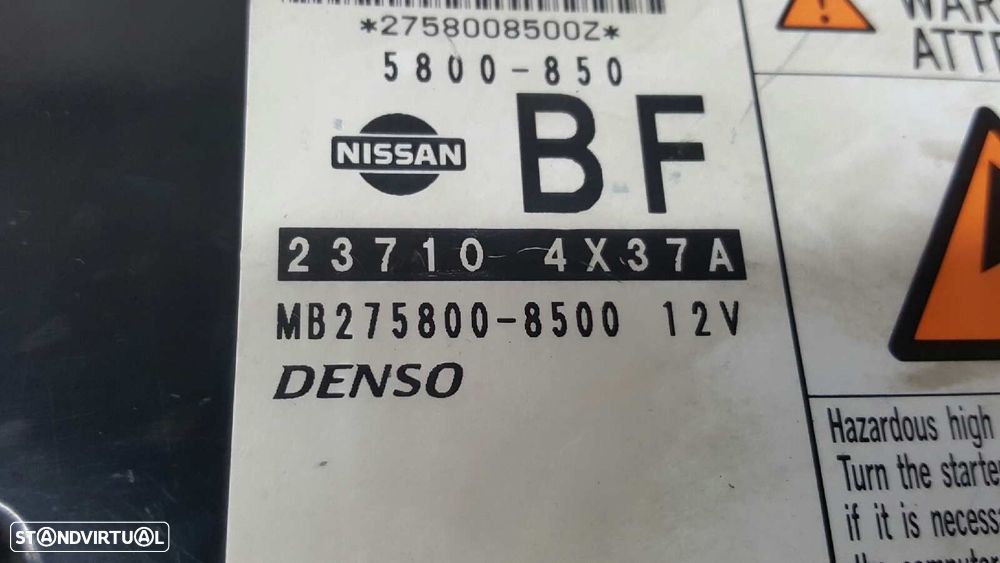 *2758008500Z*
5800-850
NISSAN
BF
23710 4X37A
MB275800-8500 12V
DENSO
Hazardous high
Turn the starte
if it is necess
STANDVIRTUAL